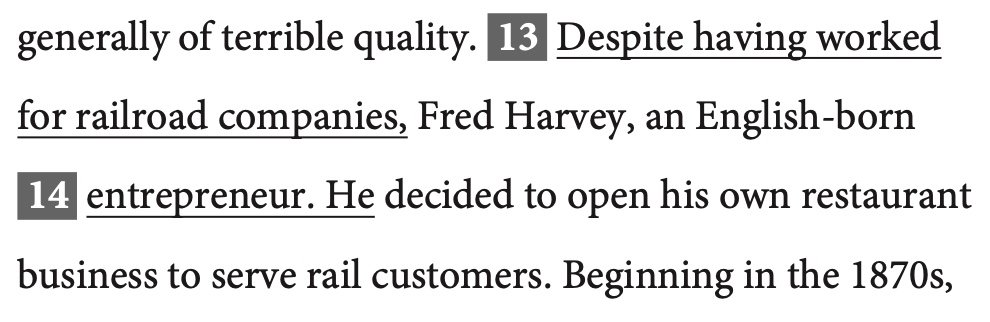 generally of terrible quality. 13 Despite having worked
for railroad companies, Fred Harvey, an English-born
14 entrepreneur. He decided to open his own restaurant
business to serve rail customers. Beginning in the 1870s,